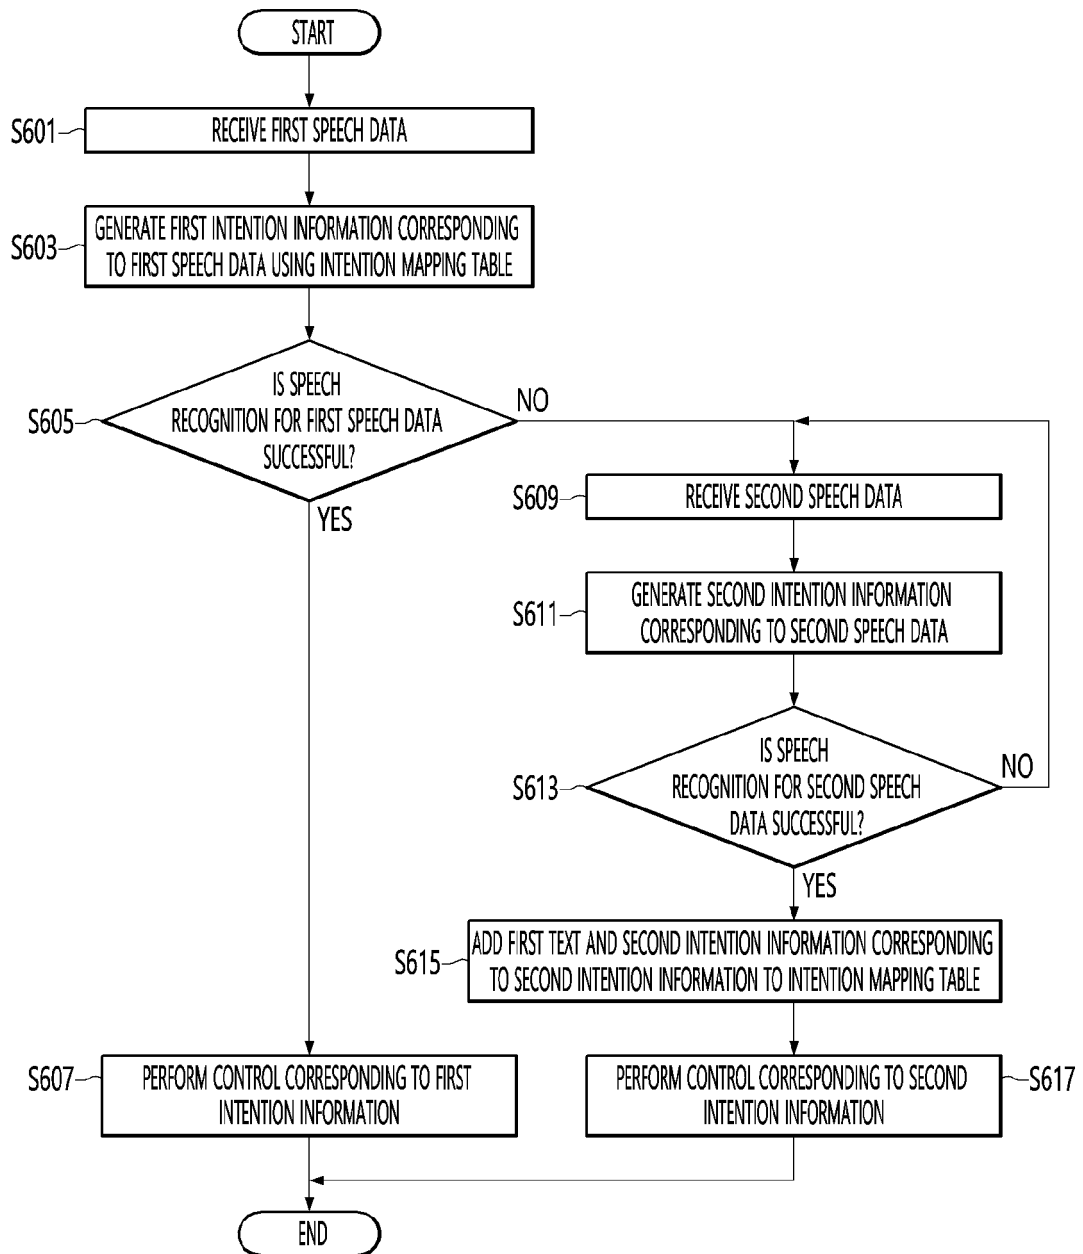 START
S601
RECEIVE FIRST SPEECH DATA
S603
GENERATE FIRST INTENTION INFORMATION CORRESPONDING
TO FIRST SPEECH DATA USING INTENTION MAPPING TABLE
S605
IS SPEECH
RECOGNITION FOR FIRST SPEECH DATA
SUCCESSFUL?
NO
YES
S609
RECEIVE SECOND SPEECH DATA
S611
GENERATE SECOND INTENTION INFORMATION
CORRESPONDING TO SECOND SPEECH DATA
S613
IS SPEECH
RECOGNITION FOR SECOND SPEECH
DATA SUCCESSFUL?
NO
YES
S615
ADD FIRST TEXT AND SECOND INTENTION INFORMATION CORRESPONDING
TO SECOND INTENTION INFORMATION TO INTENTION MAPPING TABLE
S607
PERFORM CONTROL CORRESPONDING TO FIRST
INTENTION INFORMATION
PERFORM CONTROL CORRESPONDING TO SECOND
INTENTION INFORMATION
S617
END